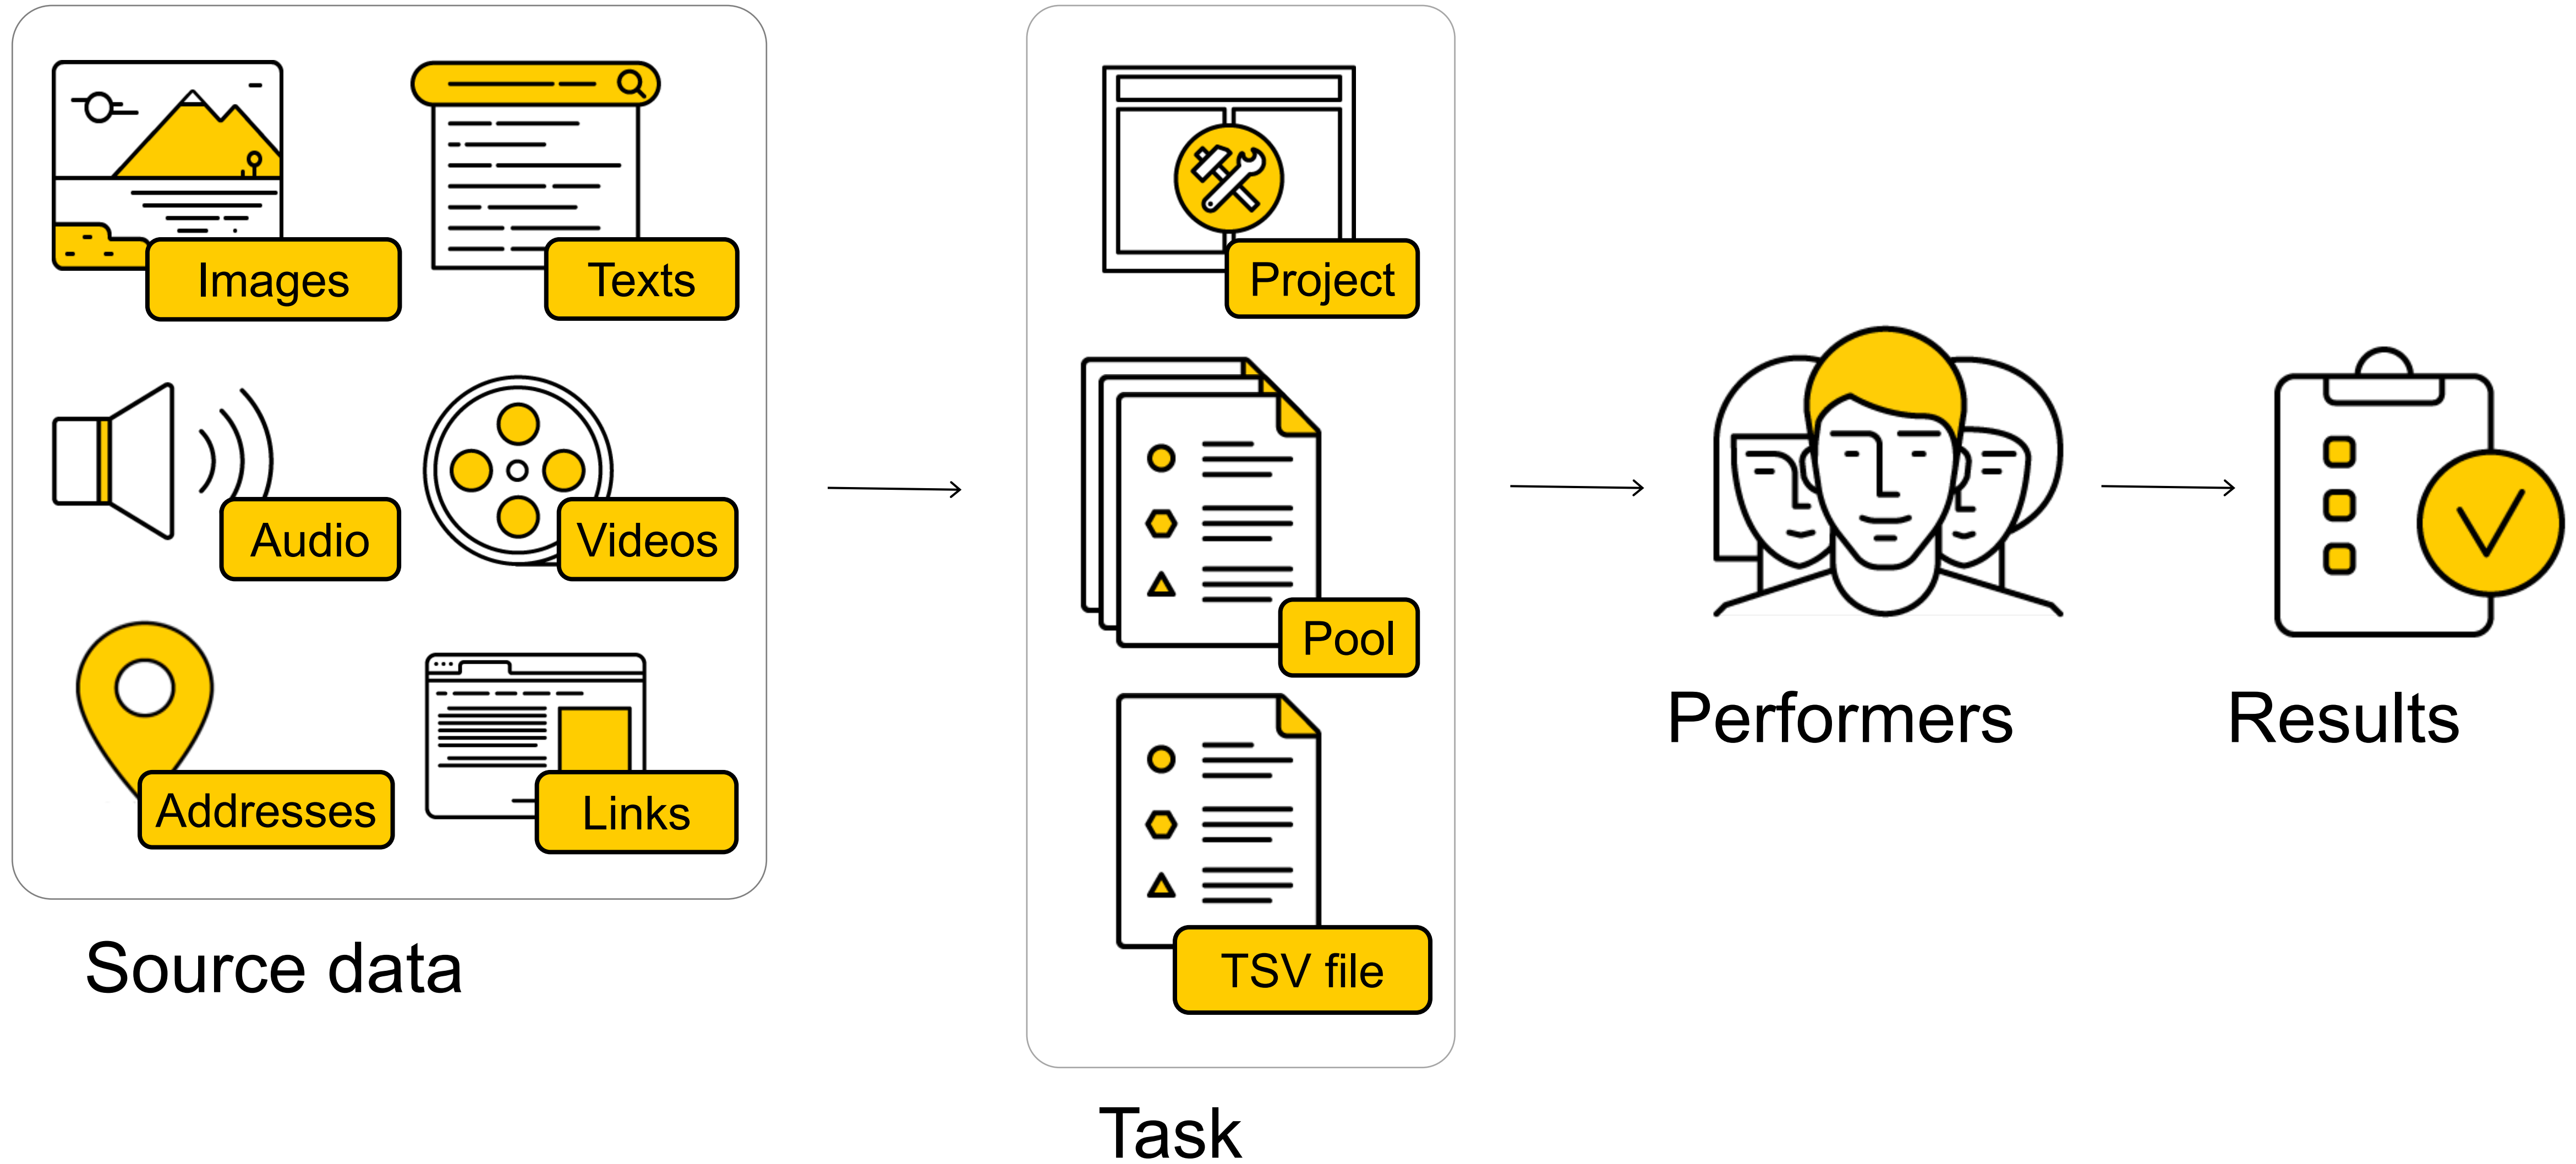 Images
Texts
Audio
Videos
Addresses
Links
Source data
Project
Pool
TSV file
Task
Performers
Results